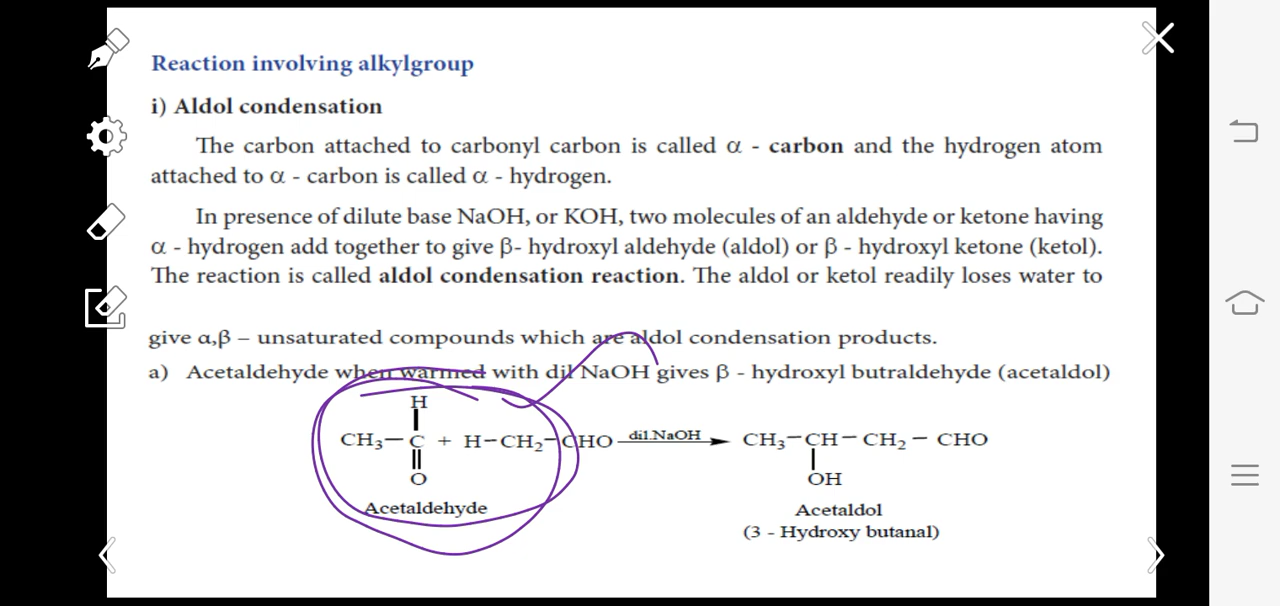 Reaction involving alkylgroup
i) Aldol condensation
The carbon attached to carbonyl carbon is called α - carbon and the hydrogen atom
attached to α - carbon is called α - hydrogen.
In presence of dilute base NaOH, or KOH, two molecules of an aldehyde or ketone having
α - hydrogen add together to give β- hydroxyl aldehyde (aldol) or β - hydroxyl ketone (ketol).
The reaction is called aldol condensation reaction. The aldol or ketol readily loses water to
give α,β – unsaturated compounds which are aldol condensation products.
a) Acetaldehyde when warmed with dil NaOH gives β - hydroxyl butraldehyde (acetaldol)
H
CH₃–C + H–CH₂–CHO dil.NaOH CH₃–CH–CH₂–CHO
O OH
Acetaldehyde Acetaldol
(3 - Hydroxy butanal)